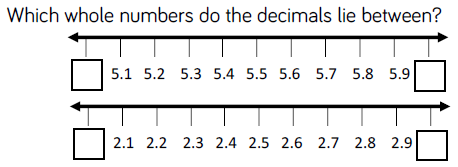 Which whole numbers do the decimals lie between?
5.1 5.2 5.3 5.4 5.5 5.6 5.7 5.8 5.9
2.1 2.2 2.3 2.4 2.5 2.6 2.7 2.8 2.9